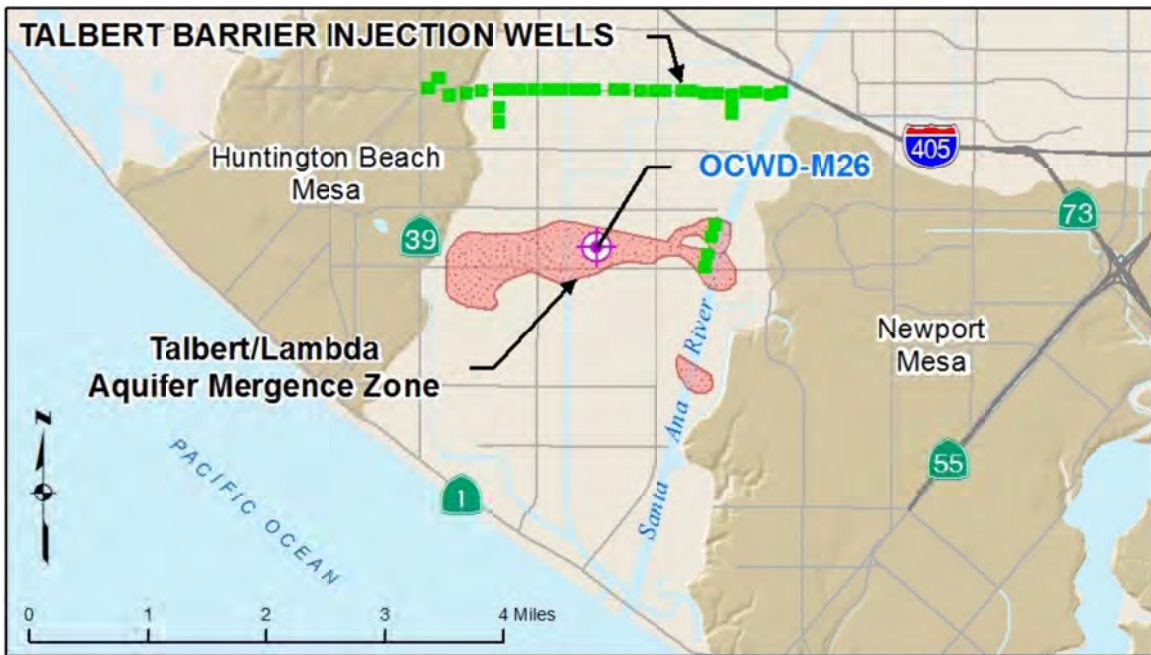 TALBERT BARRIER INJECTION WELLS
405
Huntington Beach
Mesa
OCWD-M26
73
39
Talbert/Lambda
Aquifer Mergence Zone
Newport
Mesa
Santa Ana River
N
PACIFIC OCEAN
1
55
0 1 2 3 4 Miles